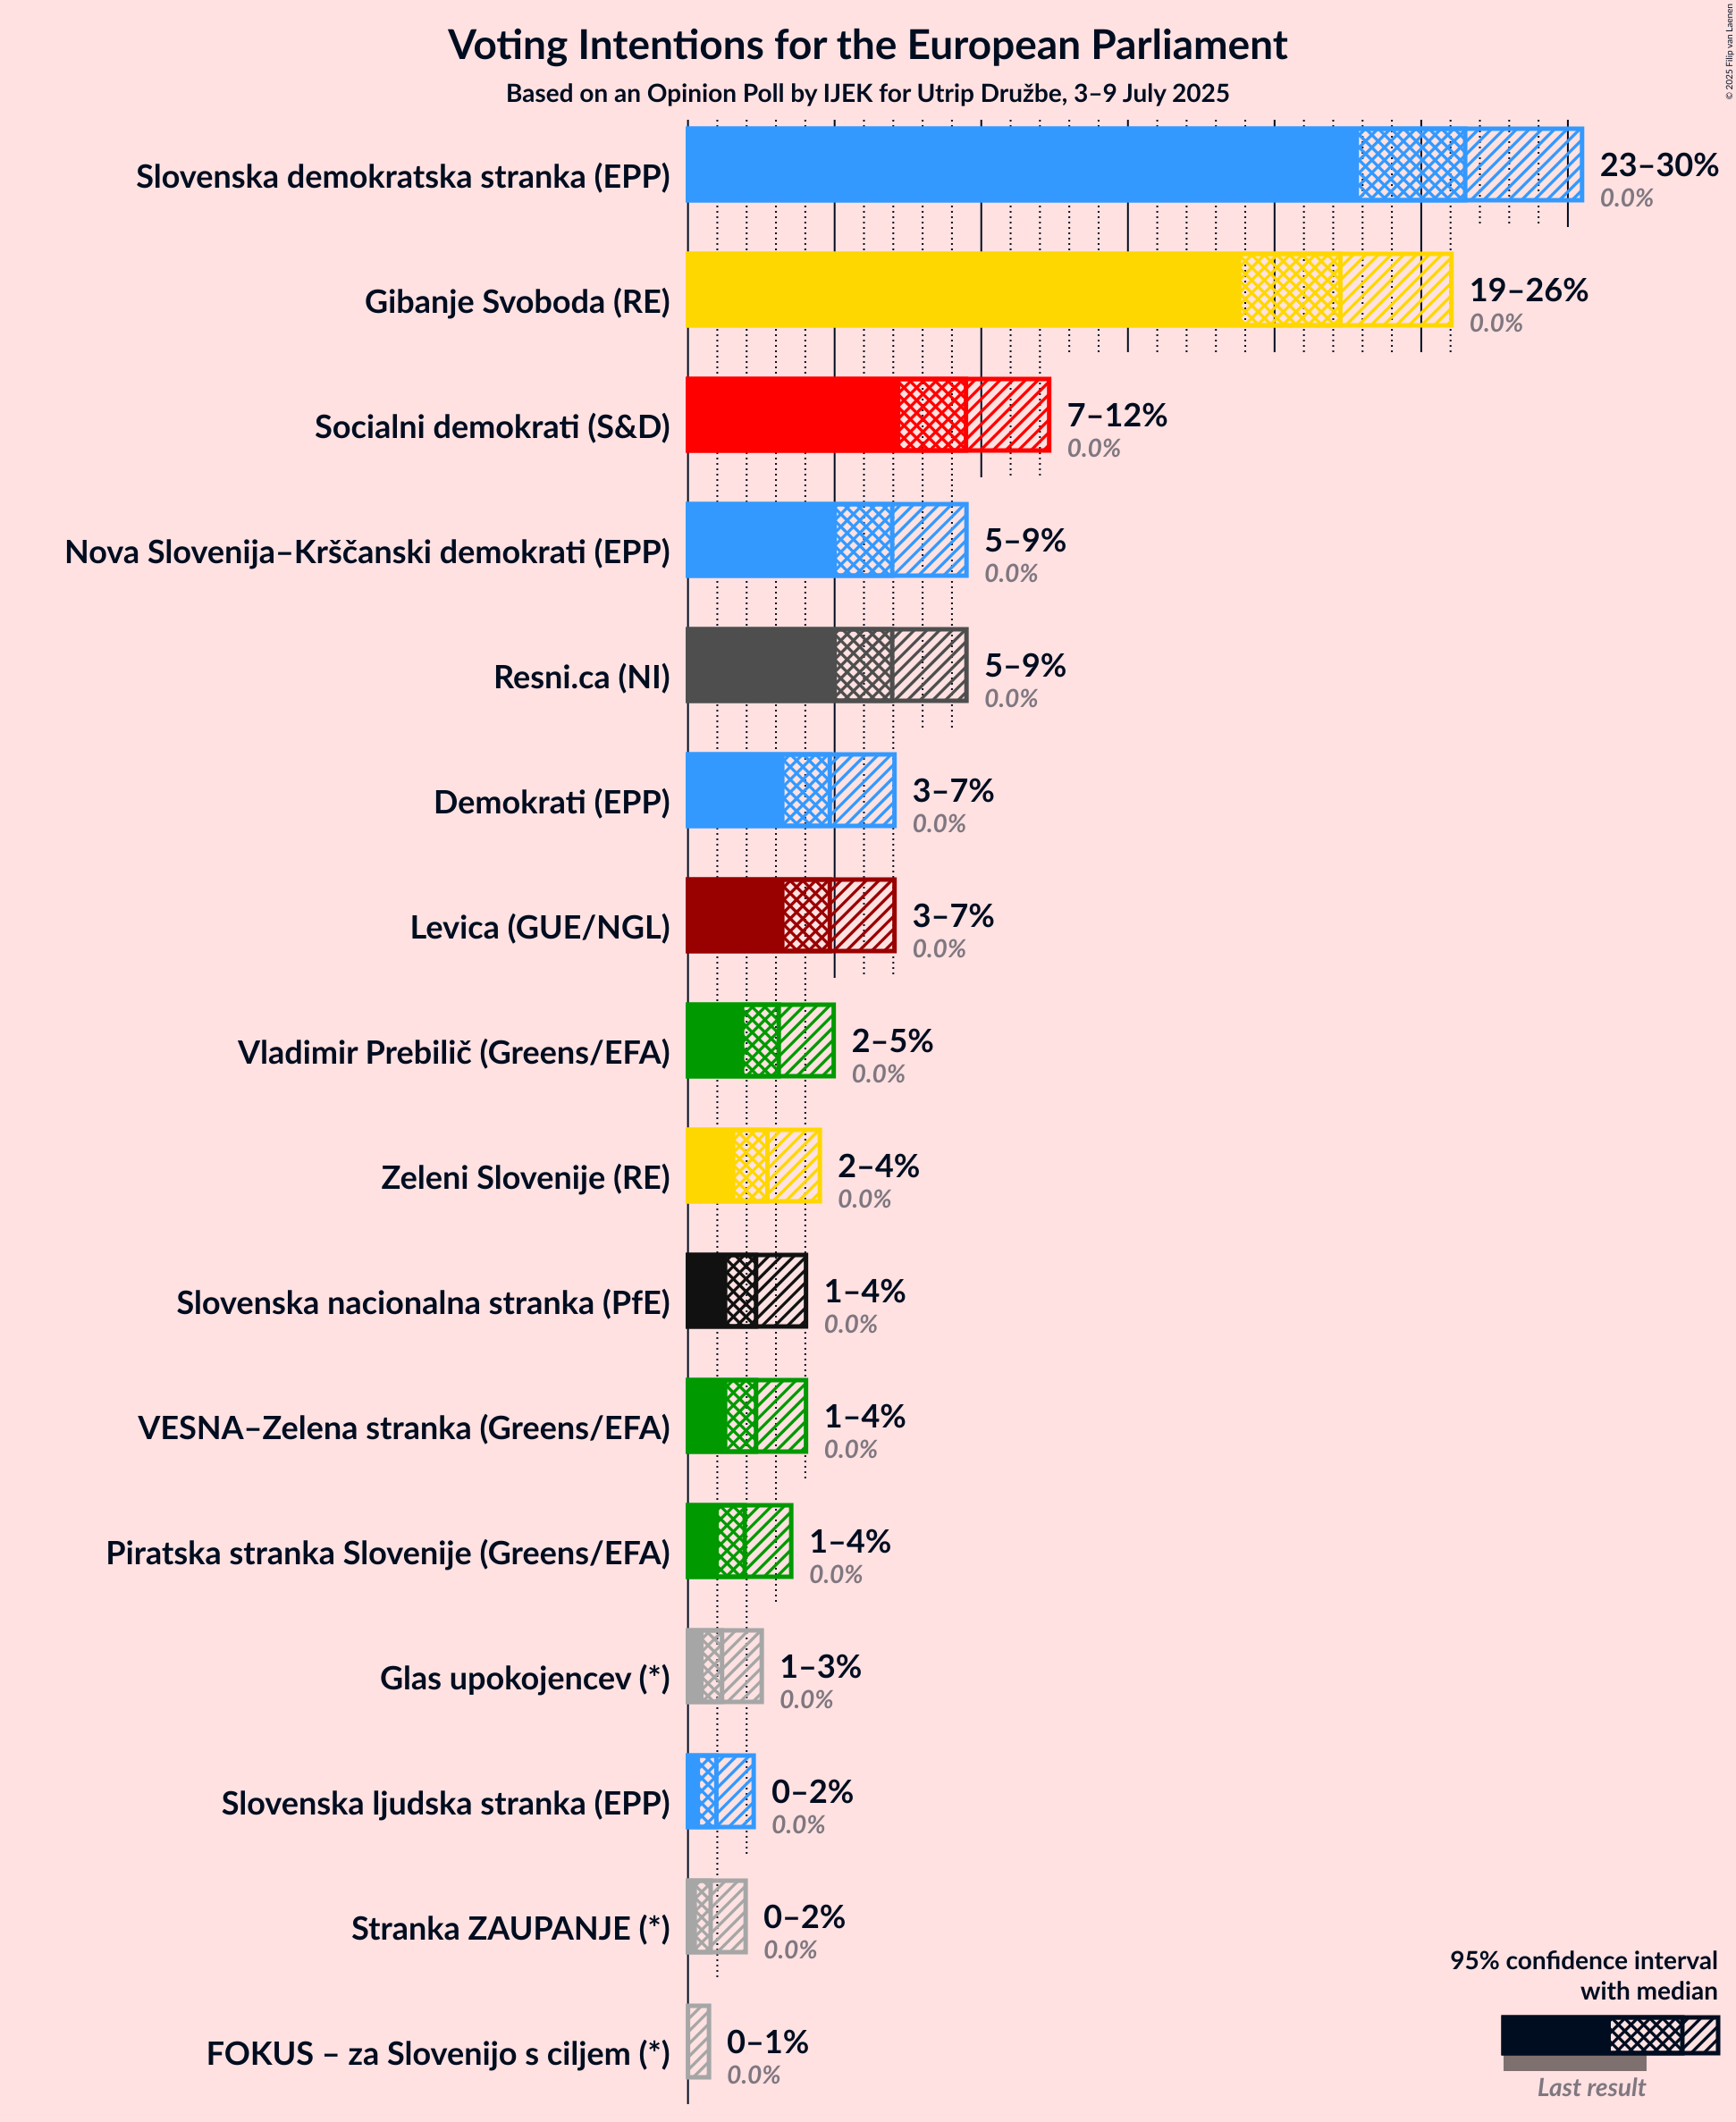 Voting Intentions for the European Parliament
Based on an Opinion Poll by IJEK for Utrip Družbe, 3–9 July 2025
© 2025 Filip van Laenen
Slovenska demokratska stranka (EPP)
23–30%
0.0%
Gibanje Svoboda (RE)
19–26%
0.0%
Socialni demokrati (S&D)
7–12%
0.0%
Nova Slovenija–Krščanski demokrati (EPP)
5–9%
0.0%
Resni.ca (NI)
5–9%
0.0%
Demokrati (EPP)
3–7%
0.0%
Levica (GUE/NGL)
3–7%
0.0%
Vladimir Prebilič (Greens/EFA)
2–5%
0.0%
Zeleni Slovenije (RE)
2–4%
0.0%
Slovenska nacionalna stranka (PfE)
1–4%
0.0%
VESNA–Zelena stranka (Greens/EFA)
1–4%
0.0%
Piratska stranka Slovenije (Greens/EFA)
1–4%
0.0%
Glas upokojencev (*)
1–3%
0.0%
Slovenska ljudska stranka (EPP)
0–2%
0.0%
Stranka ZAUPANJE (*)
0–2%
0.0%
FOKUS – za Slovenijo s ciljem (*)
0–1%
0.0%
95% confidence interval
with median
Last result